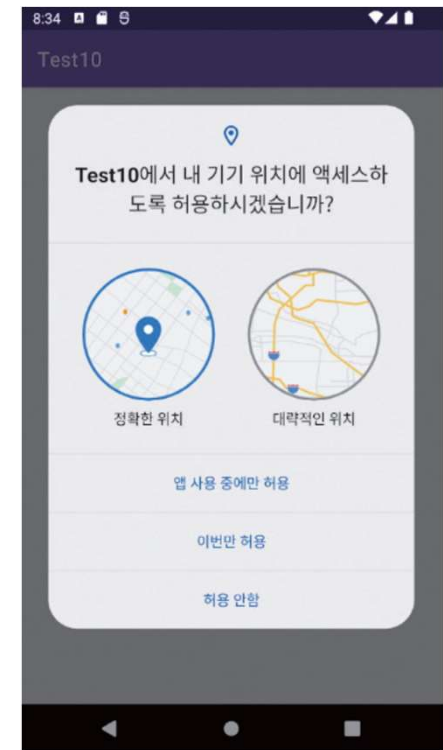 8:34
Test10
Test10에서 내 기기 위치에 액세스하
도록 허용하시겠습니까?
정확한 위치
대략적인 위치
앱 사용 중에만 허용
이번만 허용
허용 안함